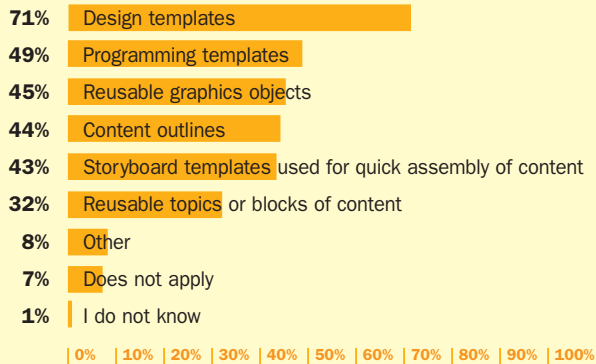 71% Design templates
49% Programming templates
45% Reusable graphics objects
44% Content outlines
43% Storyboard templates used for quick assembly of content
32% Reusable topics or blocks of content
8% Other
7% Does not apply
1% I do not know
0% 10% 20% 30% 40% 50% 60% 70% 80% 90% 100%